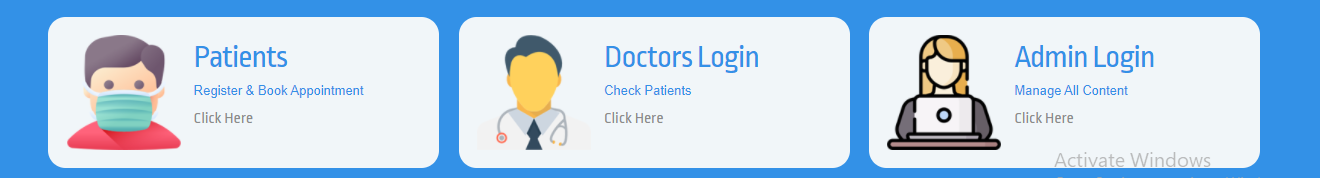 Patients
Register & Book Appointment
Click Here
Doctors Login
Check Patients
Click Here
Admin Login
Manage All Content
Click Here
Activate Windows